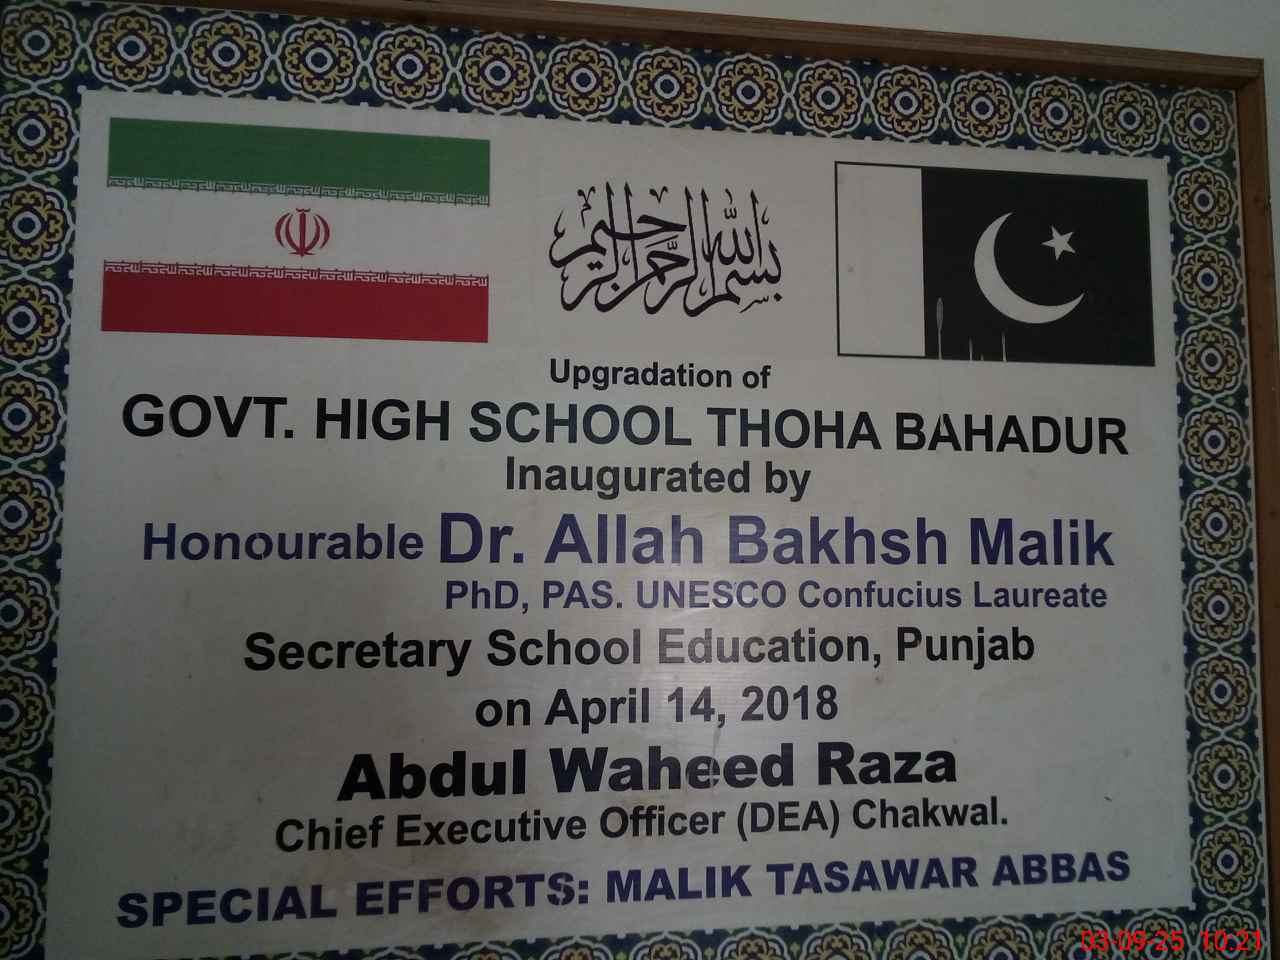 بسم الله الرحمن الرحيم
Upgradation of
GOVT. HIGH SCHOOL THOHA BAHADUR
Inaugurated by
Honourable Dr. Allah Bakhsh Malik
PhD, PAS. UNESCO Confucius Laureate
Secretary School Education, Punjab
on April 14, 2018
Abdul Waheed Raza
Chief Executive Officer (DEA) Chakwal.
SPECIAL EFFORTS: MALIK TASAWAR ABBAS
03-09-25 10:21